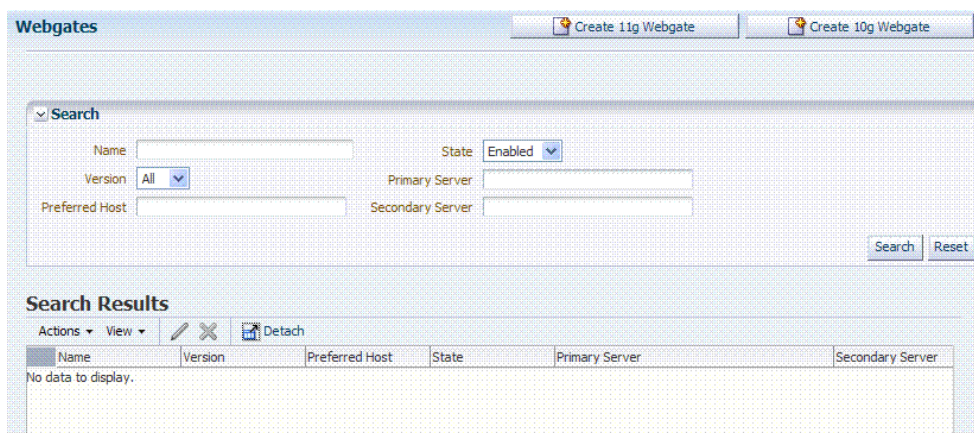 Webgates Create 11g Webgate Create 10g Webgate
Search
Name State Enabled
Version All Primary Server
Preferred Host Secondary Server
Search Reset
Search Results
Actions View Detach
Name Version Preferred Host State Primary Server Secondary Server
No data to display.